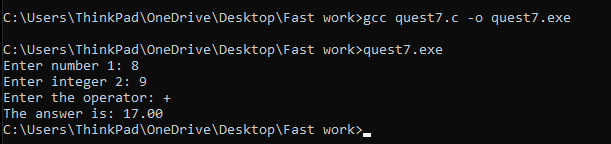 C:\Users\ThinkPad\OneDrive\Desktop\Fast work>gcc quest7.c -o quest7.exe
C:\Users\ThinkPad\OneDrive\Desktop\Fast work>quest7.exe
Enter number 1: 8
Enter integer 2: 9
Enter the operator: +
The answer is: 17.00
C:\Users\ThinkPad\OneDrive\Desktop\Fast work>